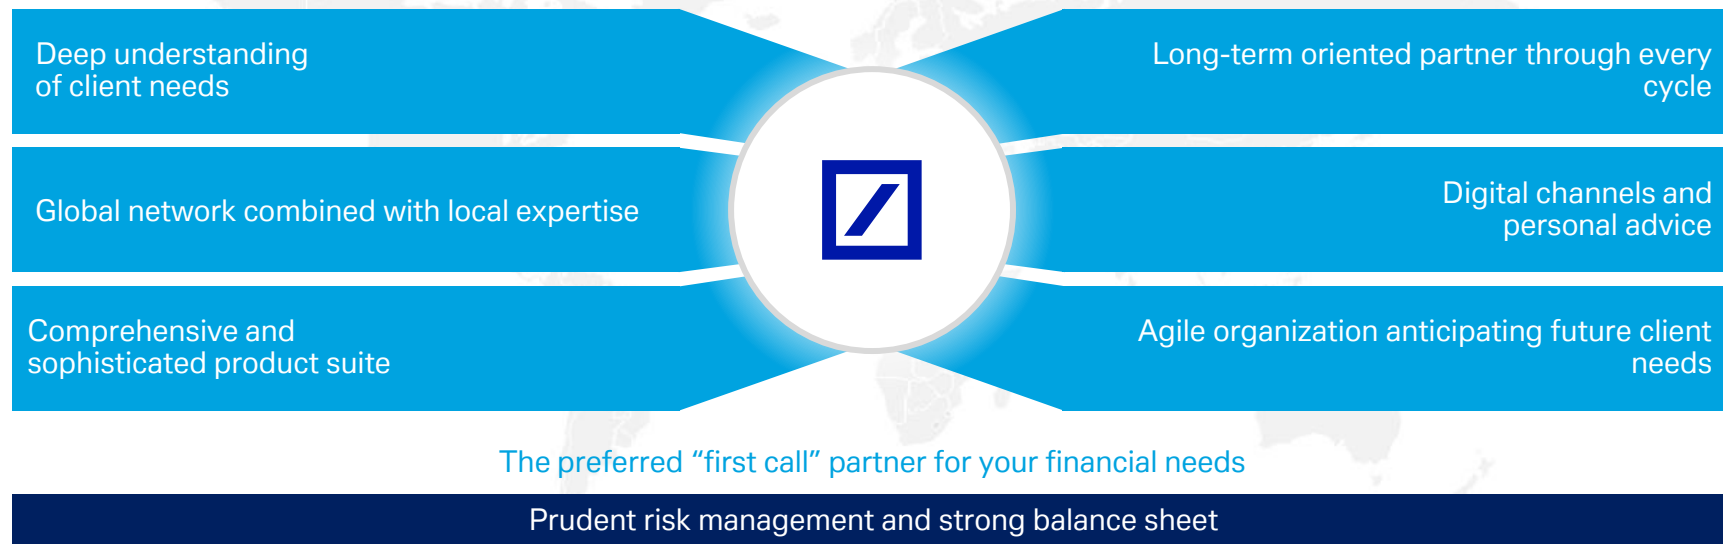 Deep understanding
of client needs
Global network combined with local expertise
Comprehensive and
sophisticated product suite
Long-term oriented partner through every
cycle
Digital channels and
personal advice
Agile organization anticipating future client
needs
The preferred “first call” partner for your financial needs
Prudent risk management and strong balance sheet